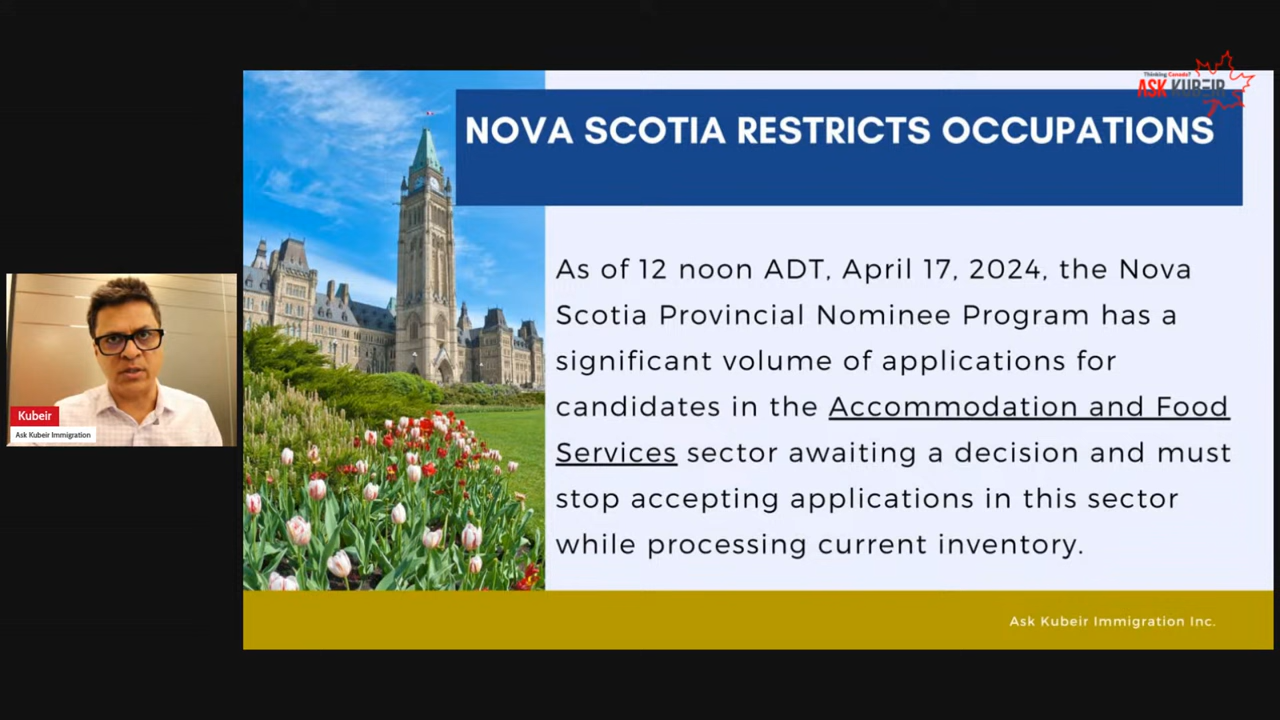 Thinking Canada?
ASK KUBEIR
NOVA SCOTIA RESTRICTS OCCUPATIONS
As of 12 noon ADT, April 17, 2024, the Nova
Scotia Provincial Nominee Program has a
significant volume of applications for
candidates in the Accommodation and Food
Services sector awaiting a decision and must
stop accepting applications in this sector
while processing current inventory.
Kubeir
Ask Kubeir Immigration
Ask Kubeir Immigration Inc.